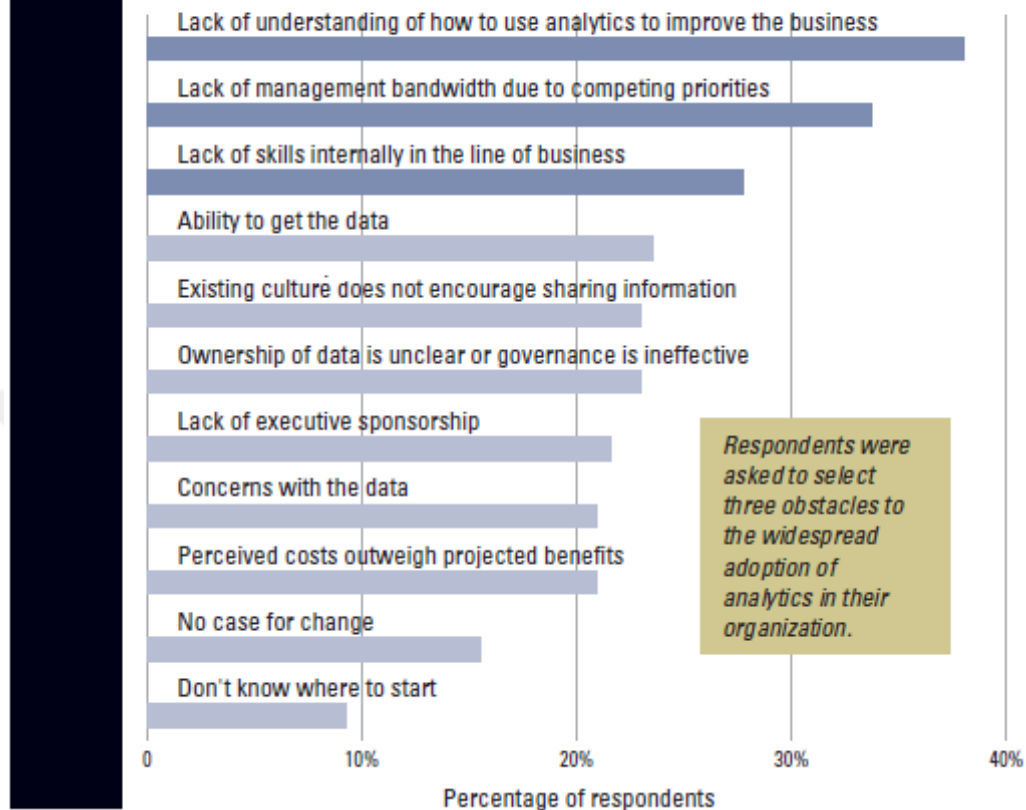 Lack of understanding of how to use analytics to improve the business
Lack of management bandwidth due to competing priorities
Lack of skills internally in the line of business
Ability to get the data
Existing culture does not encourage sharing information
Ownership of data is unclear or governance is ineffective
Lack of executive sponsorship
Concerns with the data
Perceived costs outweigh projected benefits
No case for change
Don't know where to start
Respondents were
asked to select
three obstacles to
the widespread
adoption of
analytics in their
organization.
0 10% 20% 30% 40%
Percentage of respondents